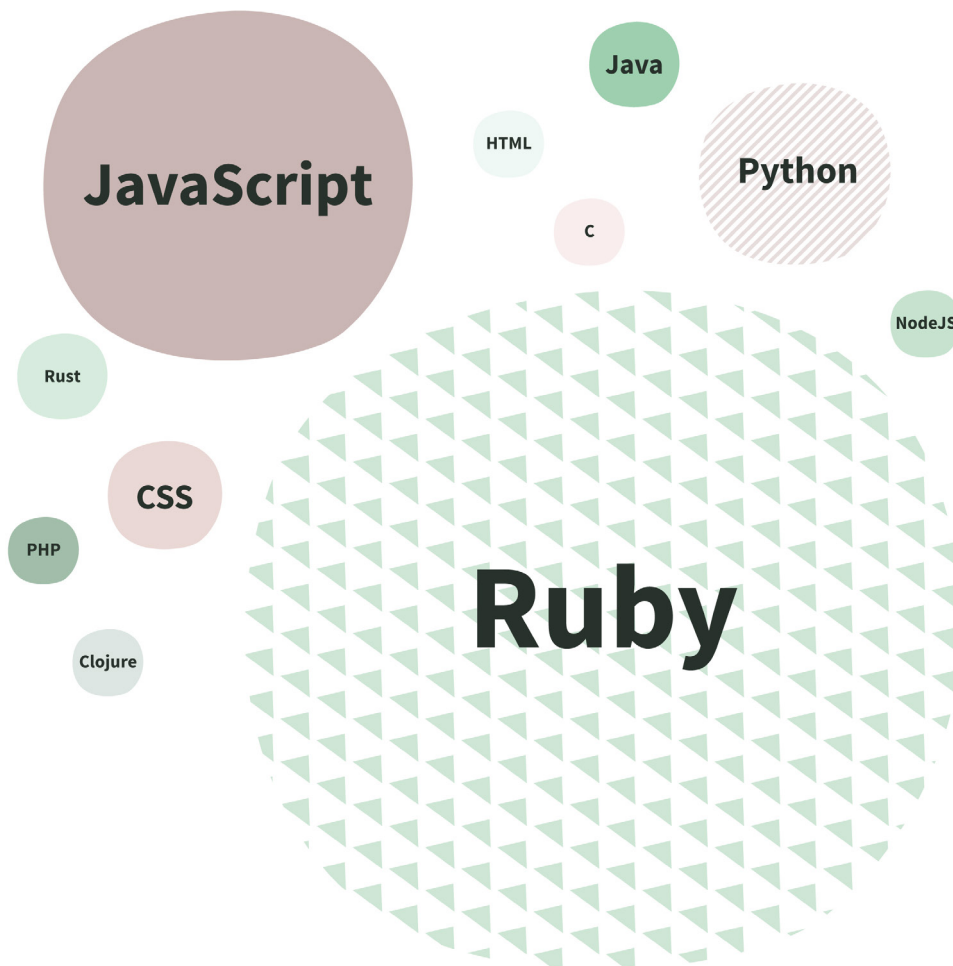 Java
HTML
Python
JavaScript
C
NodeJS
Rust
CSS
PHP
Ruby
Clojure